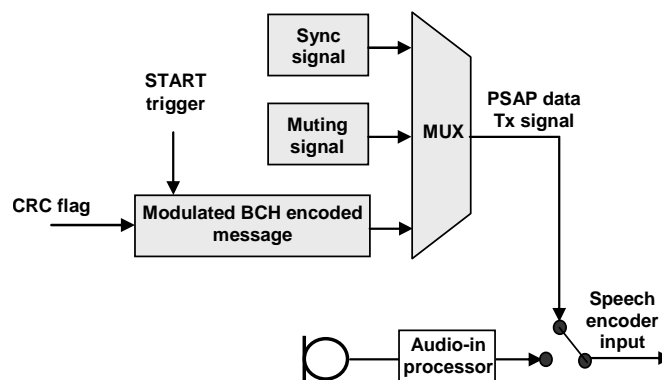 Sync
signal
START
trigger
PSAP data
Tx signal
Muting
signal
MUX
CRC flag
Modulated BCH encoded
message
Speech
encoder
input
Audio-in
processor